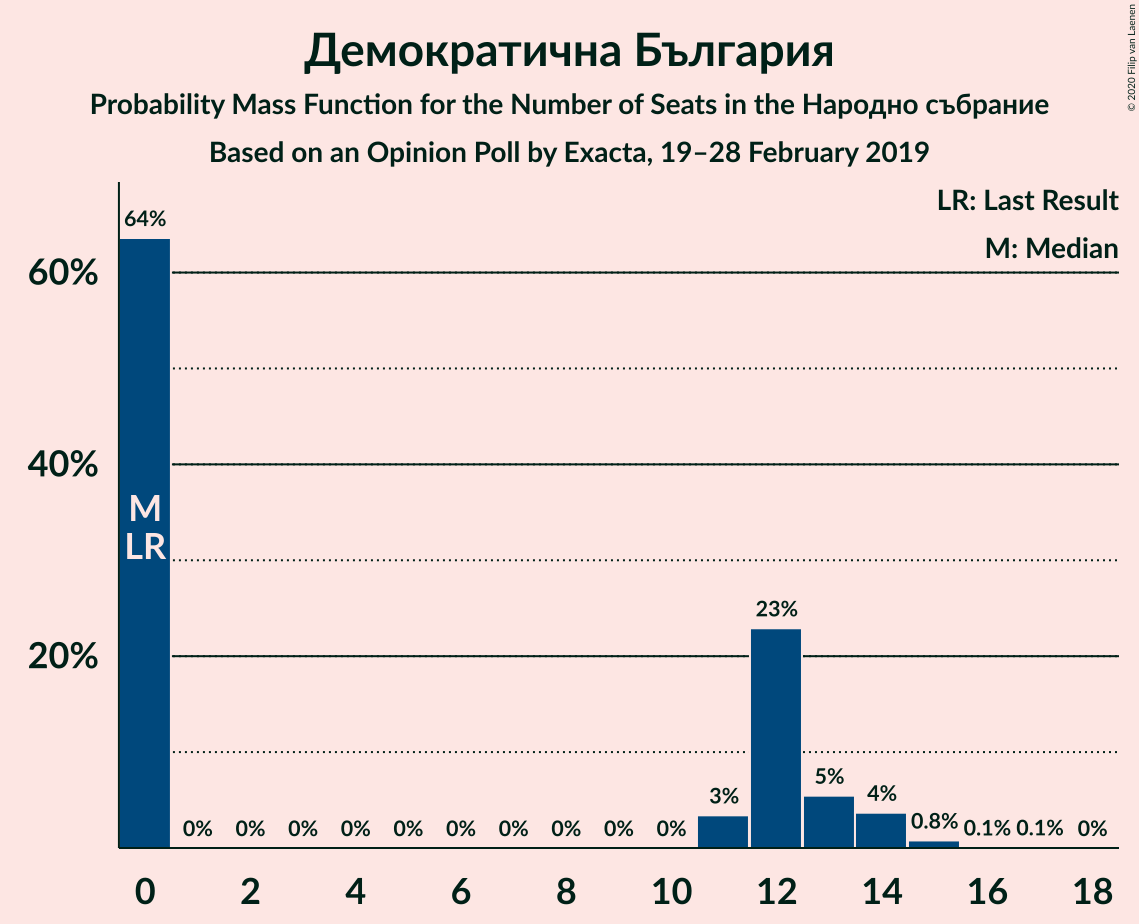 Демократична България
Probability Mass Function for the Number of Seats in the Народно събрание
Based on an Opinion Poll by Exacta, 19–28 February 2019
© 2020 Filip van Laenen
LR: Last Result
M: Median
64%
60%
40%
20%
M
LR
0% 0% 0% 0% 0% 0% 0% 0% 0% 0% 3% 23% 5% 4% 0.8% 0.1% 0.1% 0%
0 2 4 6 8 10 12 14 16 18